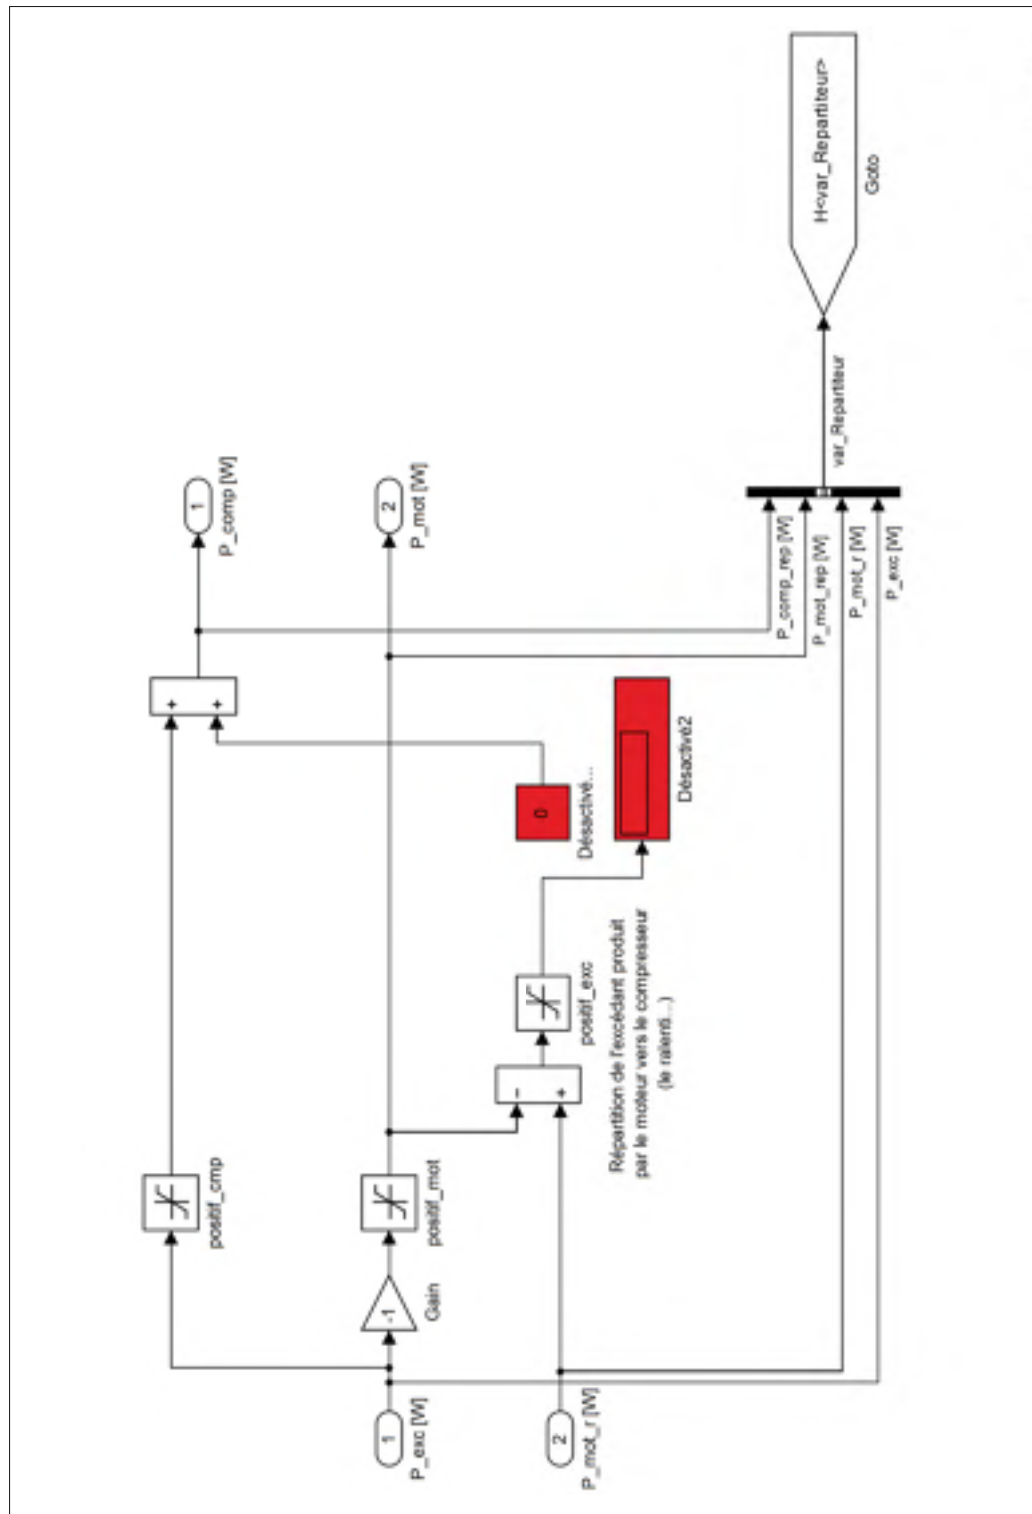 1
P_exc [W]
2
P_mot_r [W]
-1
Gain
positif_cmp
positif_mot
-
+
positif_exc
Répartition de l'excédant produit
par le moteur vers le compresseur
(le ralenti...)
0
Désactivé...
Désactivé2
+
+
1
P_comp [W]
2
P_mot [W]
P_comp_rep [W]
P_mot_rep [W]
P_mot_r [W]
P_exc [W]
var_Repartiteur
H<var_Repartiteur>
Goto